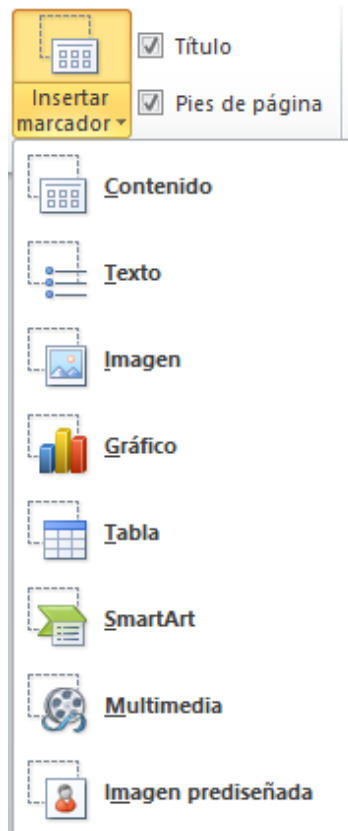 Insertar
marcador
Título
Pies de página
Contenido
Texto
Imagen
Gráfico
Tabla
SmartArt
Multimedia
Imagen prediseñada